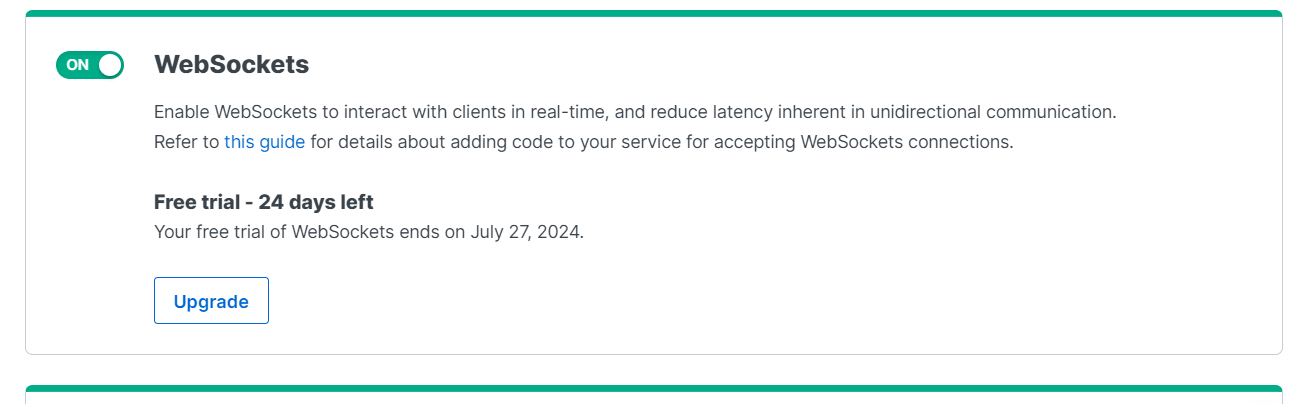 ON
WebSockets
Enable WebSockets to interact with clients in real-time, and reduce latency inherent in unidirectional communication.
Refer to this guide for details about adding code to your service for accepting WebSockets connections.
Free trial - 24 days left
Your free trial of WebSockets ends on July 27, 2024.
Upgrade